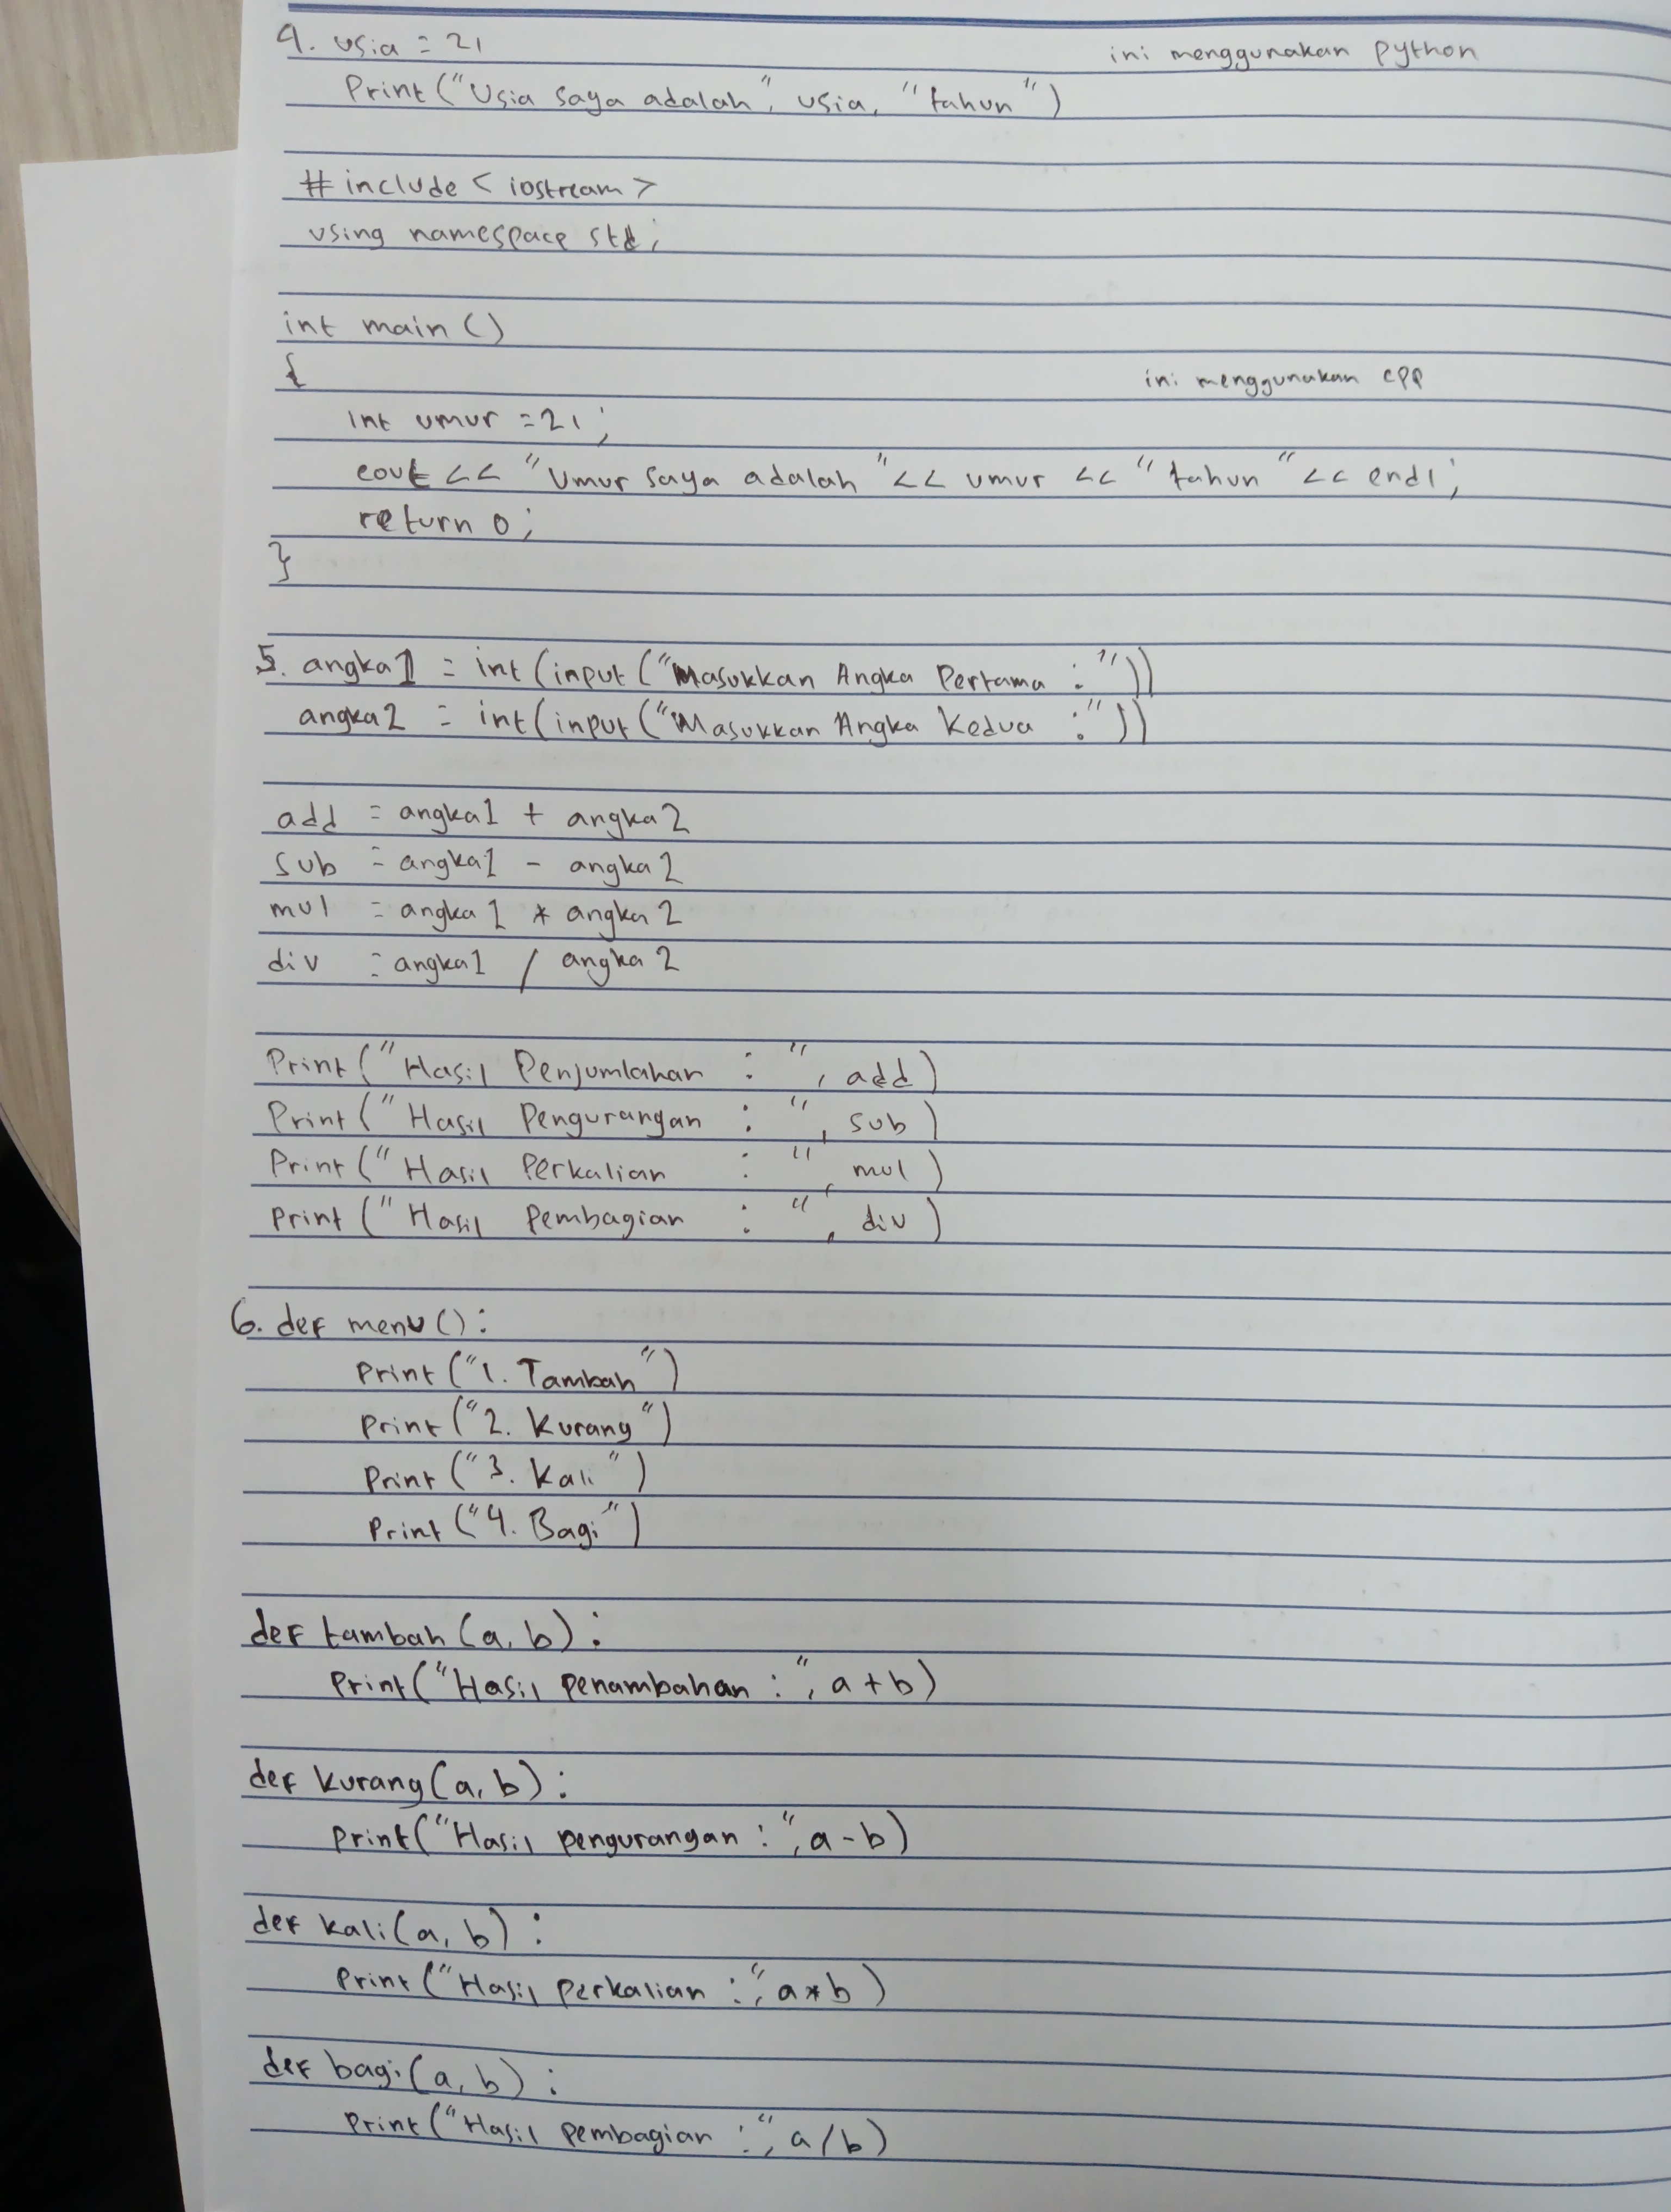 4. usia = 21
ini menggunakan python
Print("Usia saya adalah", usia, "tahun")
#include <iostream>
using namespace std;
int main()
{
ini menggunakan cpp
int umur = 21;
cout << "Umur saya adalah " << umur << " tahun " << endl;
return 0;
}
5. angka1 = int(input("Masukkan Angka Pertama : "))
angka2 = int(input("Masukkan Angka Kedua : "))
add = angka1 + angka2
sub = angka1 - angka2
mul = angka1 * angka2
div = angka1 / angka2
Print("Hasil Penjumlahan : ", add)
Print("Hasil Pengurangan : ", sub)
Print("Hasil Perkalian : ", mul)
Print("Hasil Pembagian : ", div)
6. def menu():
Print("1. Tambah")
Print("2. Kurang")
Print("3. Kali")
Print("4. Bagi")
def tambah(a, b):
Print("Hasil penambahan : ", a + b)
def kurang(a, b):
Print("Hasil pengurangan : ", a - b)
def kali(a, b):
Print("Hasil perkalian : ", a * b)
def bagi(a, b):
Print("Hasil pembagian : ", a / b)